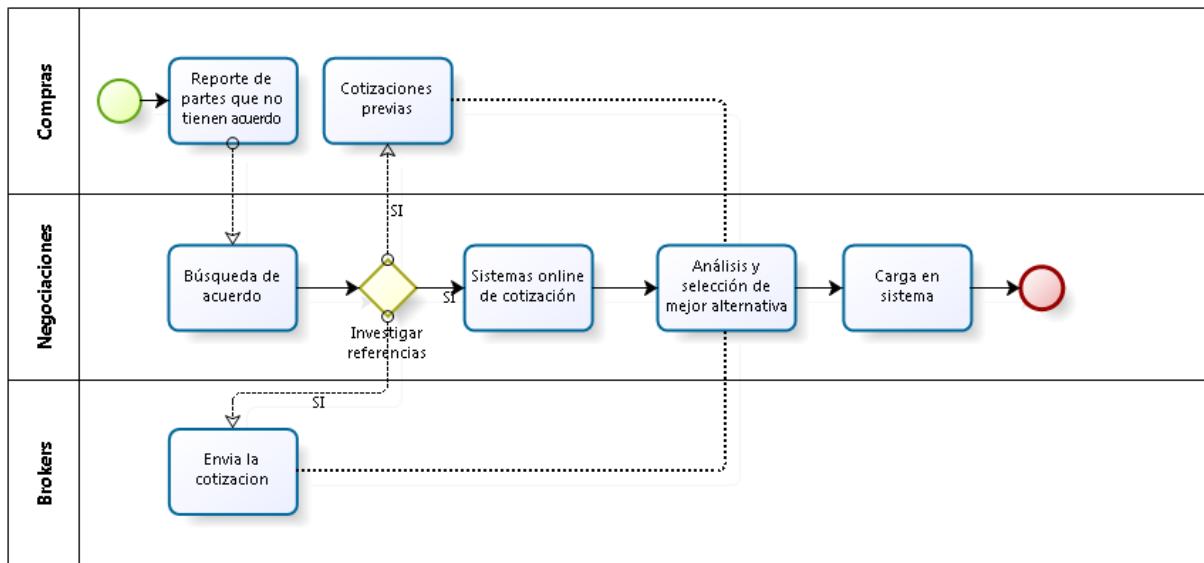 Compras
Reporte de
partes que no
tienen acuerdo
Cotizaciones
previas
SI
Negociaciones
Búsqueda de
acuerdo
Investigar
referencias
SI
Sistemas online
de cotización
Análisis y
selección de
mejor alternativa
Carga en
sistema
SI
Brokers
Envia la
cotizacion